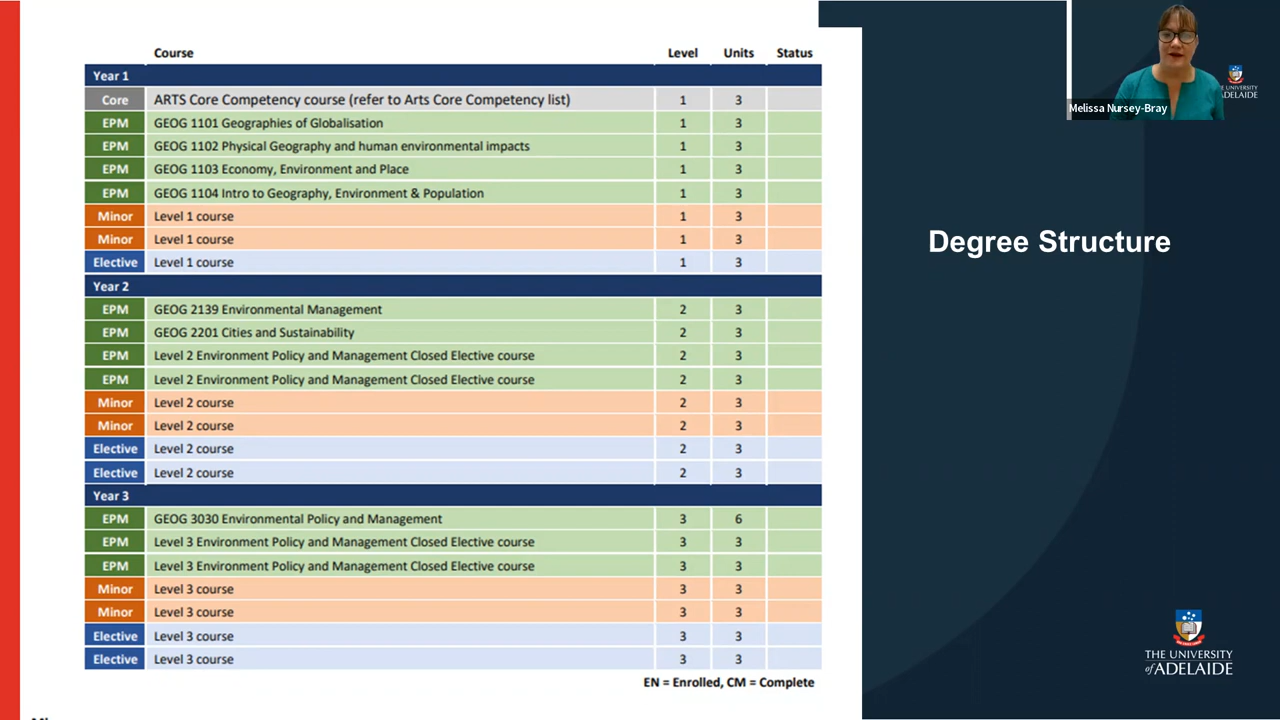 Course Level Units Status
Year 1
Core ARTS Core Competency course (refer to Arts Core Competency list) 1 3
EPM GEOG 1101 Geographies of Globalisation 1 3
EPM GEOG 1102 Physical Geography and human environmental impacts 1 3
EPM GEOG 1103 Economy, Environment and Place 1 3
EPM GEOG 1104 Intro to Geography, Environment & Population 1 3
Minor Level 1 course 1 3
Minor Level 1 course 1 3
Elective Level 1 course 1 3
Year 2
EPM GEOG 2139 Environmental Management 2 3
EPM GEOG 2201 Cities and Sustainability 2 3
EPM Level 2 Environment Policy and Management Closed Elective course 2 3
EPM Level 2 Environment Policy and Management Closed Elective course 2 3
Minor Level 2 course 2 3
Minor Level 2 course 2 3
Elective Level 2 course 2 3
Elective Level 2 course 2 3
Year 3
EPM GEOG 3030 Environmental Policy and Management 3 6
EPM Level 3 Environment Policy and Management Closed Elective course 3 3
EPM Level 3 Environment Policy and Management Closed Elective course 3 3
Minor Level 3 course 3 3
Minor Level 3 course 3 3
Elective Level 3 course 3 3
Elective Level 3 course 3 3
EN = Enrolled, CM = Complete
UNIVERSITY
ADELAIDE
Melissa Nursey-Bray
Degree Structure
THE UNIVERSITY
of ADELAIDE